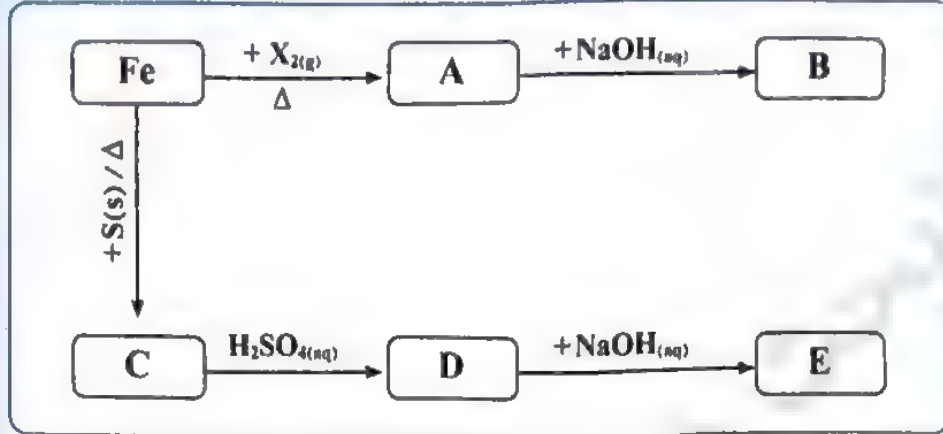 Fe + X₂₍g₎ Δ A +NaOH₍aq₎ B
+S(s) / Δ
C H₂SO₄₍aq₎ D +NaOH₍aq₎ E